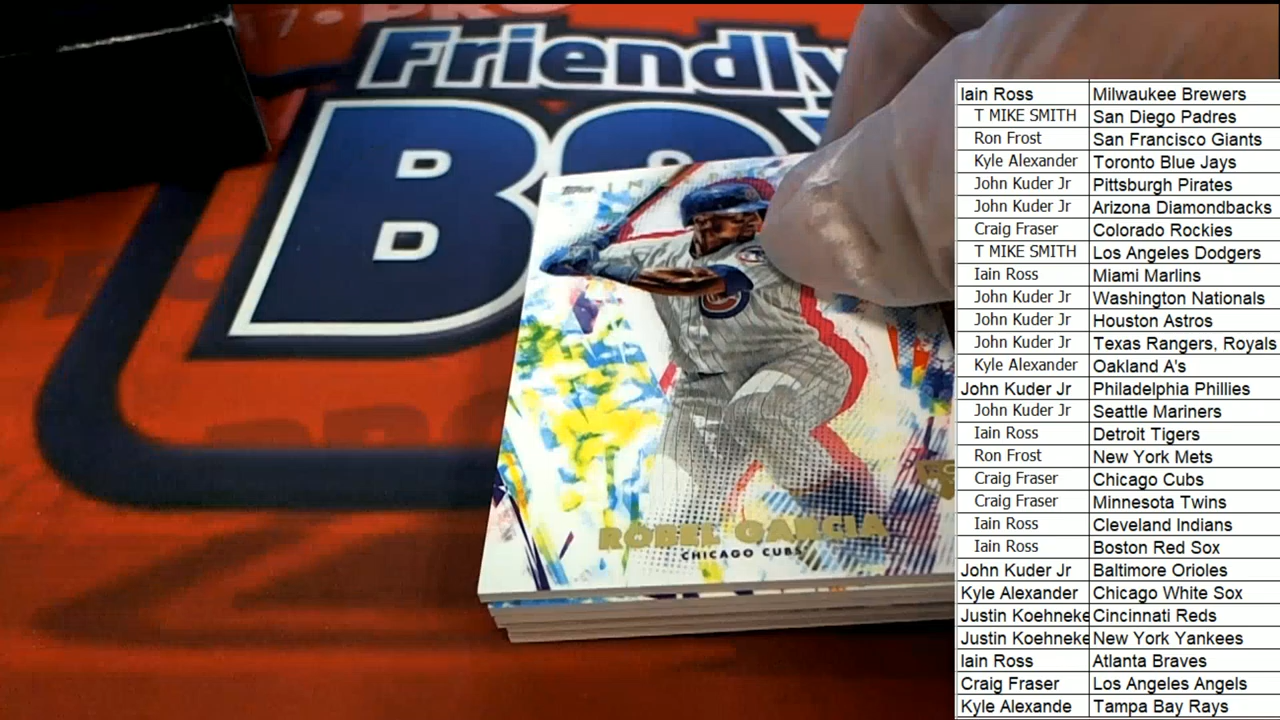 17. PRO
Friendly
topps
ROBEL GARCIA
CHICAGO CUBS
Iain Ross Milwaukee Brewers
T MIKE SMITH San Diego Padres
Ron Frost San Francisco Giants
Kyle Alexander Toronto Blue Jays
John Kuder Jr Pittsburgh Pirates
John Kuder Jr Arizona Diamondbacks
Craig Fraser Colorado Rockies
T MIKE SMITH Los Angeles Dodgers
Iain Ross Miami Marlins
John Kuder Jr Washington Nationals
John Kuder Jr Houston Astros
John Kuder Jr Texas Rangers, Royals
Kyle Alexander Oakland A's
John Kuder Jr Philadelphia Phillies
John Kuder Jr Seattle Mariners
Iain Ross Detroit Tigers
Ron Frost New York Mets
Craig Fraser Chicago Cubs
Craig Fraser Minnesota Twins
Iain Ross Cleveland Indians
Iain Ross Boston Red Sox
John Kuder Jr Baltimore Orioles
Kyle Alexander Chicago White Sox
Justin Koehneke Cincinnati Reds
Justin Koehneke New York Yankees
Iain Ross Atlanta Braves
Craig Fraser Los Angeles Angels
Kyle Alexande Tampa Bay Rays